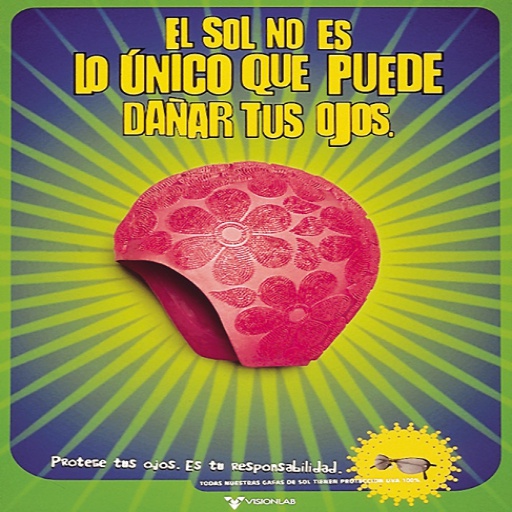 EL SOL NO ES
LO ÚNICO QUE PUEDE
DAÑAR TUS OJOS.
Protege tus ojos. Es tu responsabilidad.
TODAS NUESTRAS GAFAS DE SOL TIENEN PROTECCIÓN UVA 100%
VISIONLAB